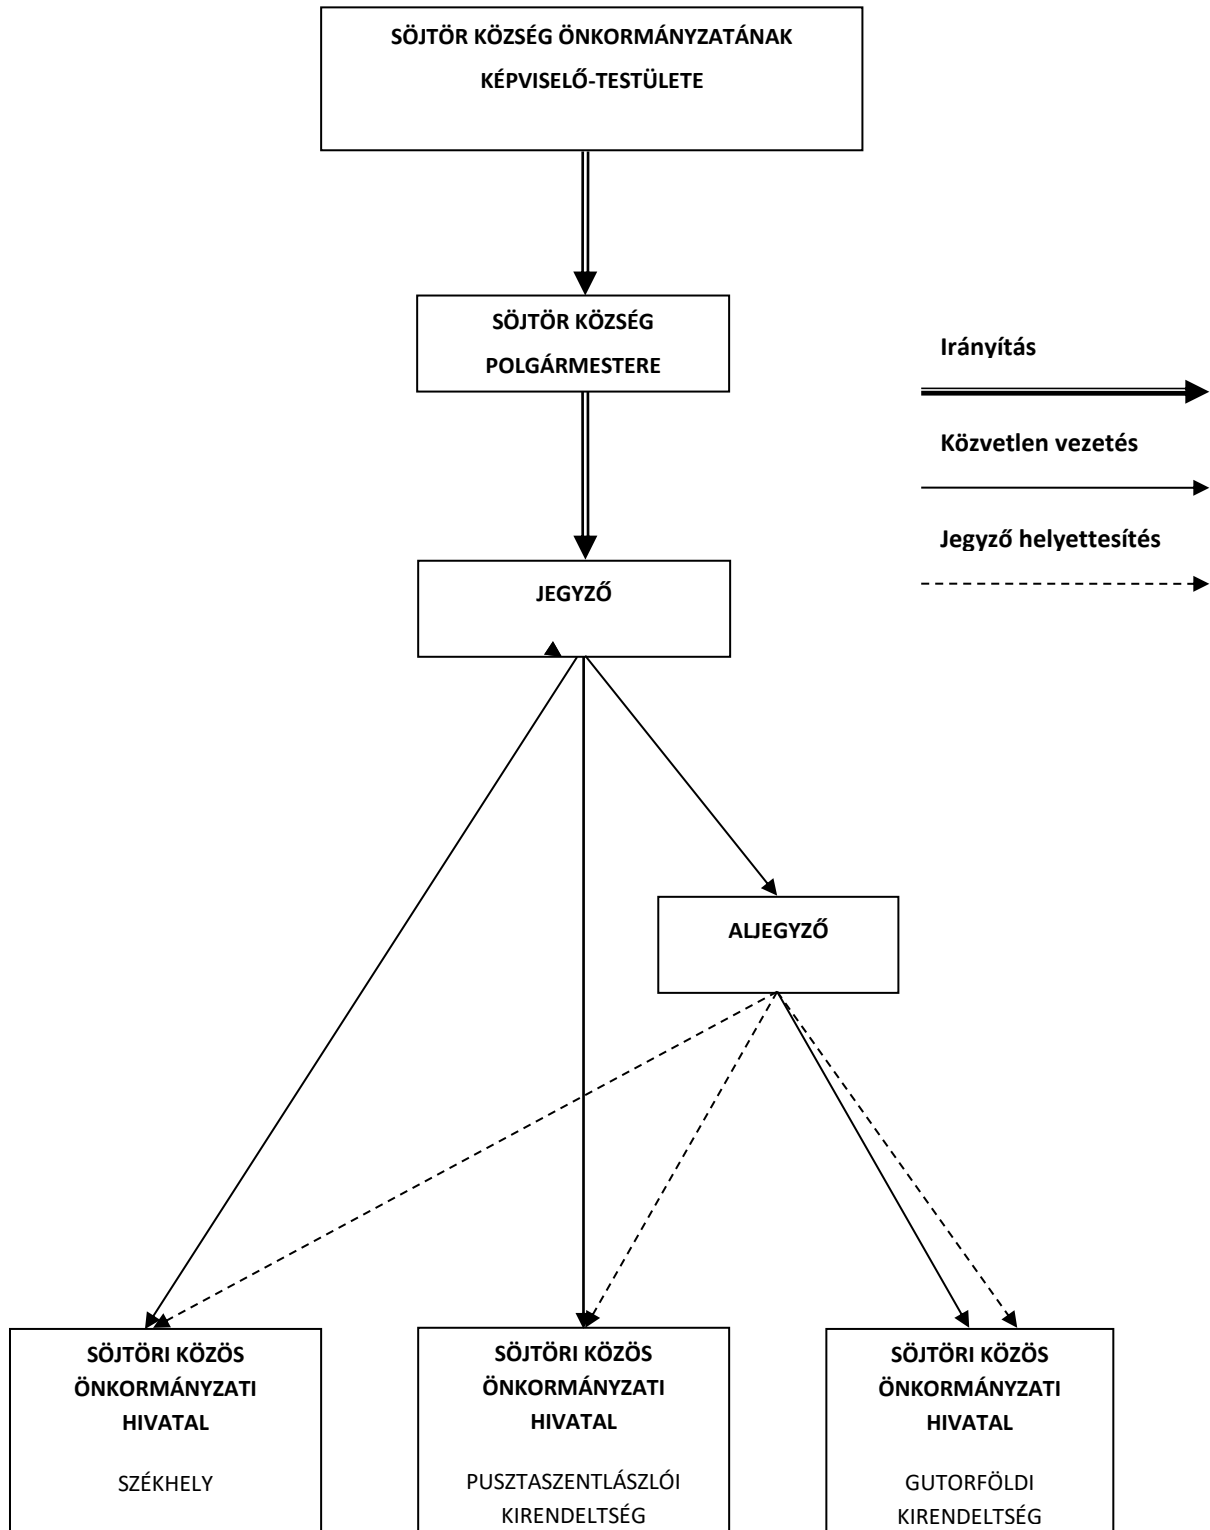 SÖJTÖR KÖZSÉG ÖNKORMÁNYZATÁNAK
KÉPVISELŐ-TESTÜLETE
SÖJTÖR KÖZSÉG
POLGÁRMESTERE
Irányítás
Közvetlen vezetés
Jegyző helyettesítés
JEGYZŐ
ALJEGYZŐ
SÖJTÖRI KÖZÖS
ÖNKORMÁNYZATI
HIVATAL
SZÉKHELY
SÖJTÖRI KÖZÖS
ÖNKORMÁNYZATI
HIVATAL
PUSZTASZENTLÁSZLÓI
KIRENDELTSÉG
SÖJTÖRI KÖZÖS
ÖNKORMÁNYZATI
HIVATAL
GUTORFÖLDI
KIRENDELTSÉG